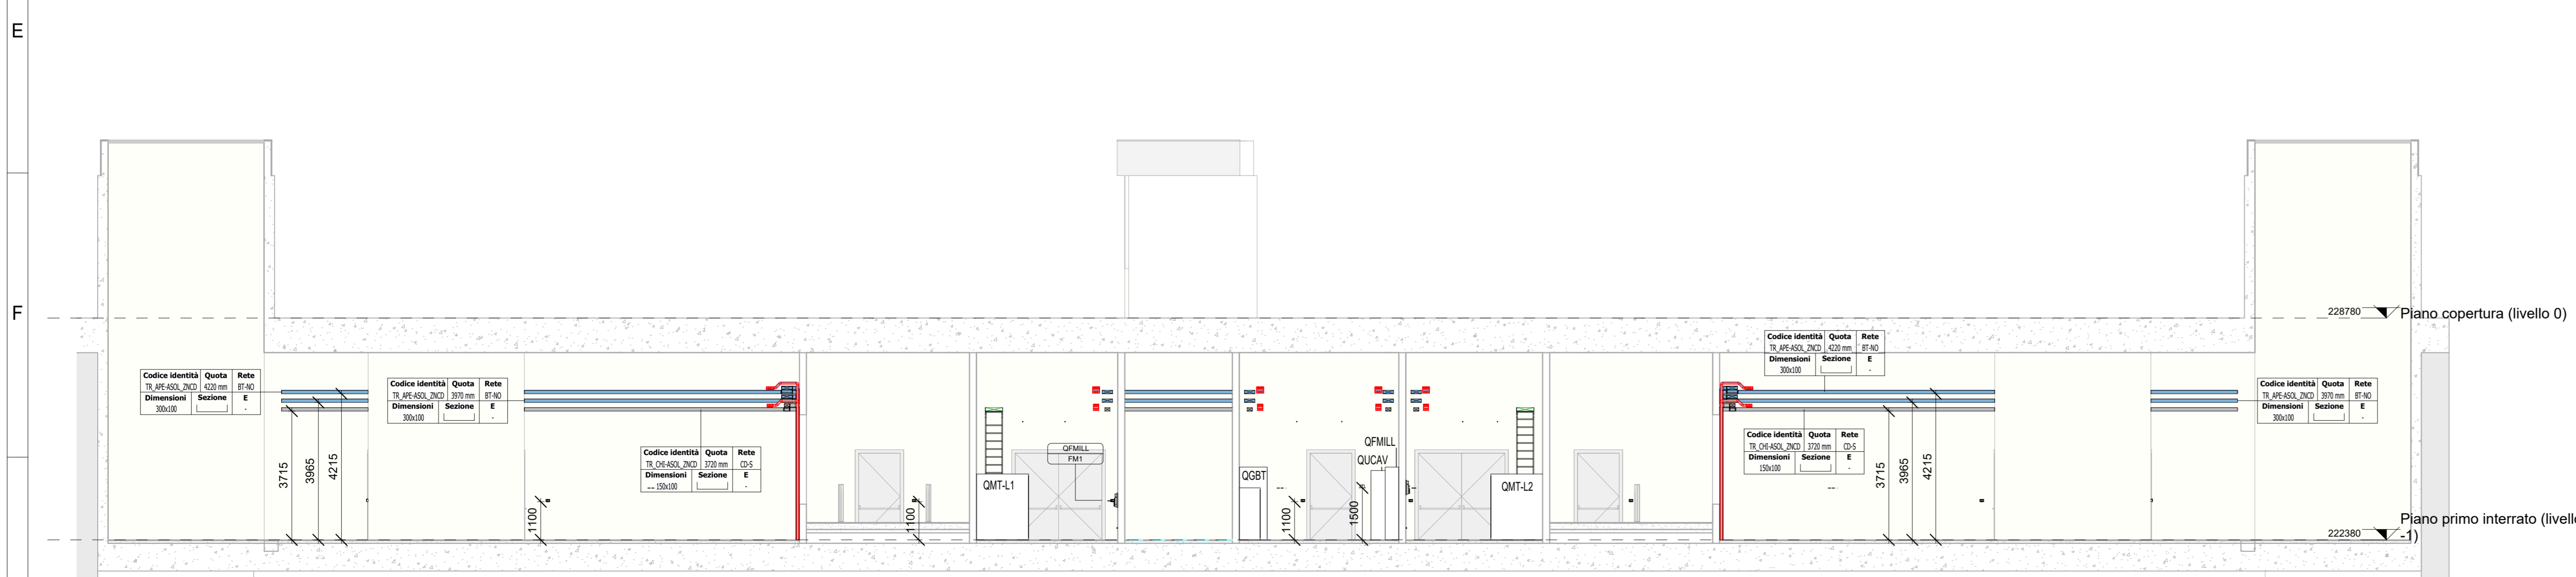 E
F
228780
Piano copertura (livello 0)
Codice identità Quota Rete
TR_APE-ASOL_ZNCD 4220 mm BT-NO
Dimensioni Sezione E
300x100 -
Codice identità Quota Rete
TR_APE-ASOL_ZNCD 4220 mm BT-NO
Dimensioni Sezione E
300x100 -
Codice identità Quota Rete
TR_APE-ASOL_ZNCD 3970 mm BT-NO
Dimensioni Sezione E
300x100 -
Codice identità Quota Rete
TR_APE-ASOL_ZNCD 3970 mm BT-NO
Dimensioni Sezione E
300x100 -
Codice identità Quota Rete
TR_CHI-ASOL_ZNCD 3720 mm CD-S
Dimensioni Sezione E
150x100 -
Codice identità Quota Rete
TR_CHI-ASOL_ZNCD 3720 mm CD-S
Dimensioni Sezione E
150x100 -
3715
3965
4215
1100
1100
QMT-L1
QFMILL
FM1
QGBT
1100
1500
QFMILL
QUCAV
QMT-L2
3715
3965
4215
222380
Piano primo interrato (livello
-1)